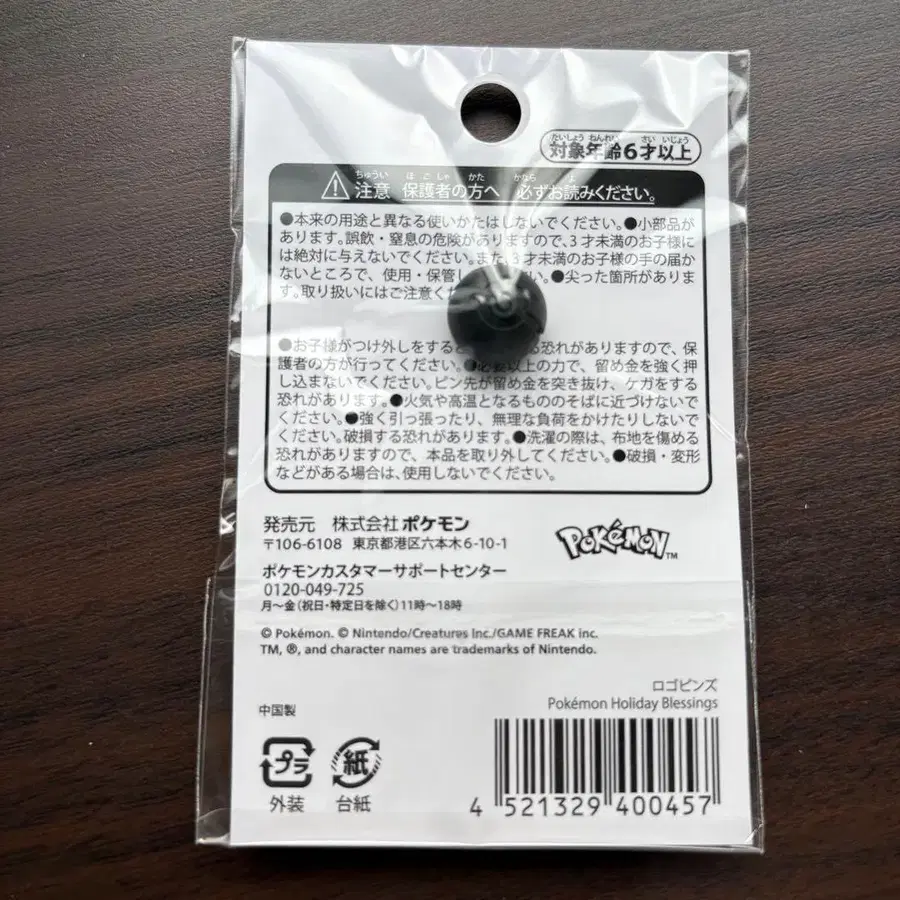 たいしょう ねんれい さい いじょう
対象年齢6才以上
ちゅうい ほごしゃ かた かなら よ
⚠注意 保護者の方へ 必ずお読みください。
●本来の用途と異なる使いかたはしないでください。●小部品が
あります。誤飲・窒息の危険がありますので、3才未満のお子様に
は絶対に与えないでください。また、3才未満のお子様の手の届か
ないところで、使用・保管し い。●尖った箇所がありま
す。取り扱いにはご注意く
●お子様がつけ外しをすると る恐れがありますので、保
護者の方が行ってください。●必要以上の力で、留め金を強く押
し込まないでください。ピン先が留め金を突き抜け、ケガをする
恐れがあります。●火気や高温となるもののそばに近づけないで
ください。●強く引っ張ったり、無理な負荷をかけたりしないで
ください。破損する恐れがあります。●洗濯の際は、布地を傷める
恐れがありますので、本品を取り外してください。●破損・変形
などがある場合は、使用しないでください。
発売元 株式会社ポケモン
〒106-6108 東京都港区六本木6-10-1
POKéMON™
ポケモンカスタマーサポートセンター
0120-049-725
月〜金(祝日・特定日を除く)11時〜18時
© Pokémon. © Nintendo/Creatures Inc./GAME FREAK inc.
TM, ®, and character names are trademarks of Nintendo.
ロゴピンズ
Pokémon Holiday Blessings
中国製
プラ 紙
外装 台紙
4 521329 400457